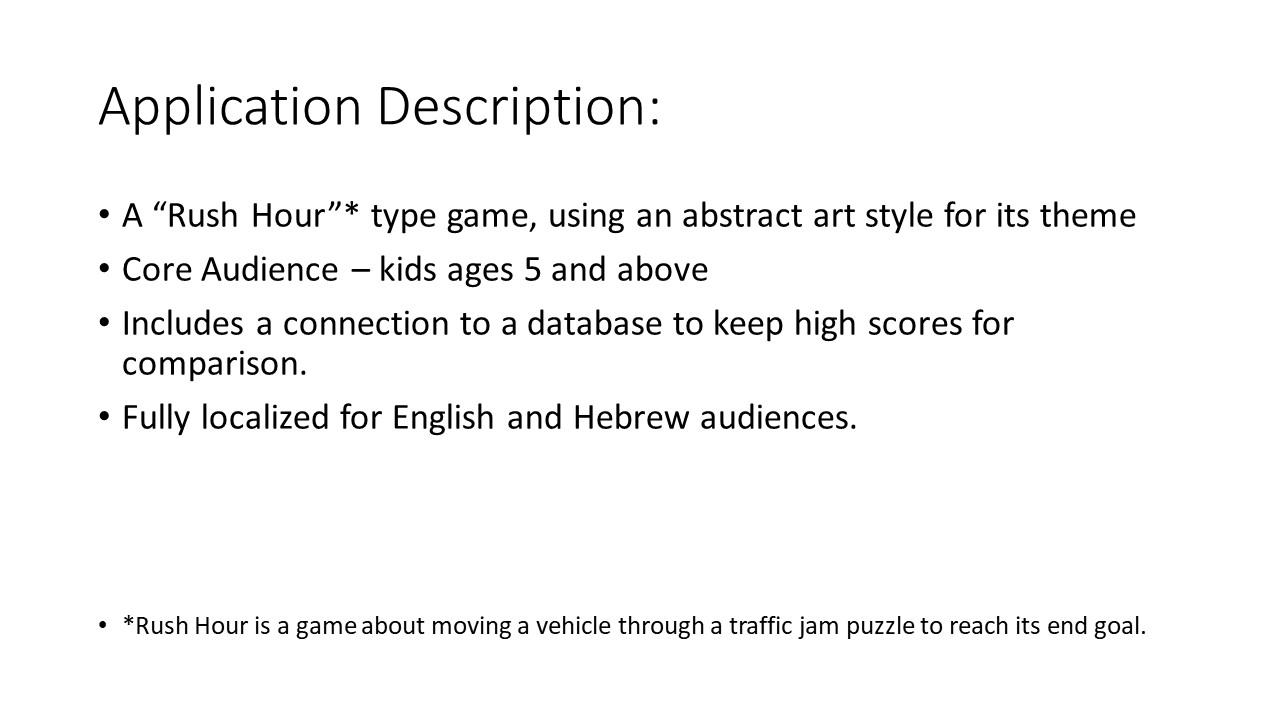 Application Description:
• A “Rush Hour”* type game, using an abstract art style for its theme
• Core Audience – kids ages 5 and above
• Includes a connection to a database to keep high scores for
comparison.
• Fully localized for English and Hebrew audiences.
• *Rush Hour is a game about moving a vehicle through a traffic jam puzzle to reach its end goal.